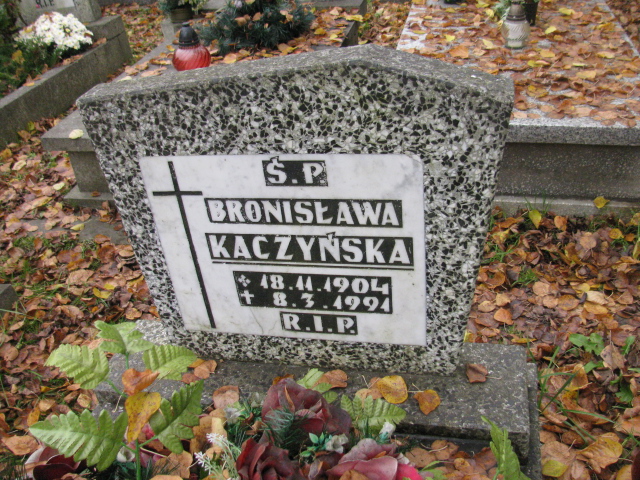 Ś.P
BRONISŁAWA
KACZYŃSKA
18.11.1904
8.3.1991
R.I.P.